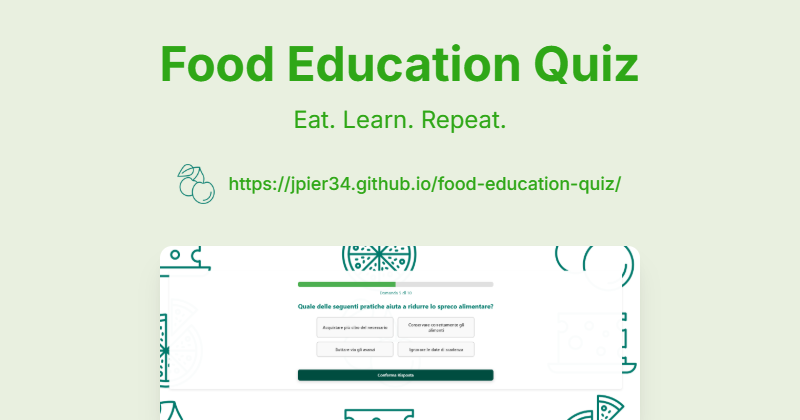 Food Education Quiz
Eat. Learn. Repeat.
https://jpier34.github.io/food-education-quiz/
Domanda 5 di 10
Quale delle seguenti pratiche aiuta a ridurre lo spreco alimentare?
Acquistare più cibo del necessario
Conservare correttamente gli
alimenti
Buttare via gli avanzi
Ignorare le date di scadenza
Conferma Risposta